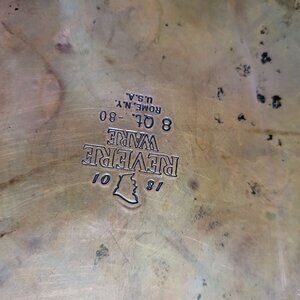 18 01
REVERE
WARE
8 Qt. - 80
ROME, N.Y.
U.S.A.